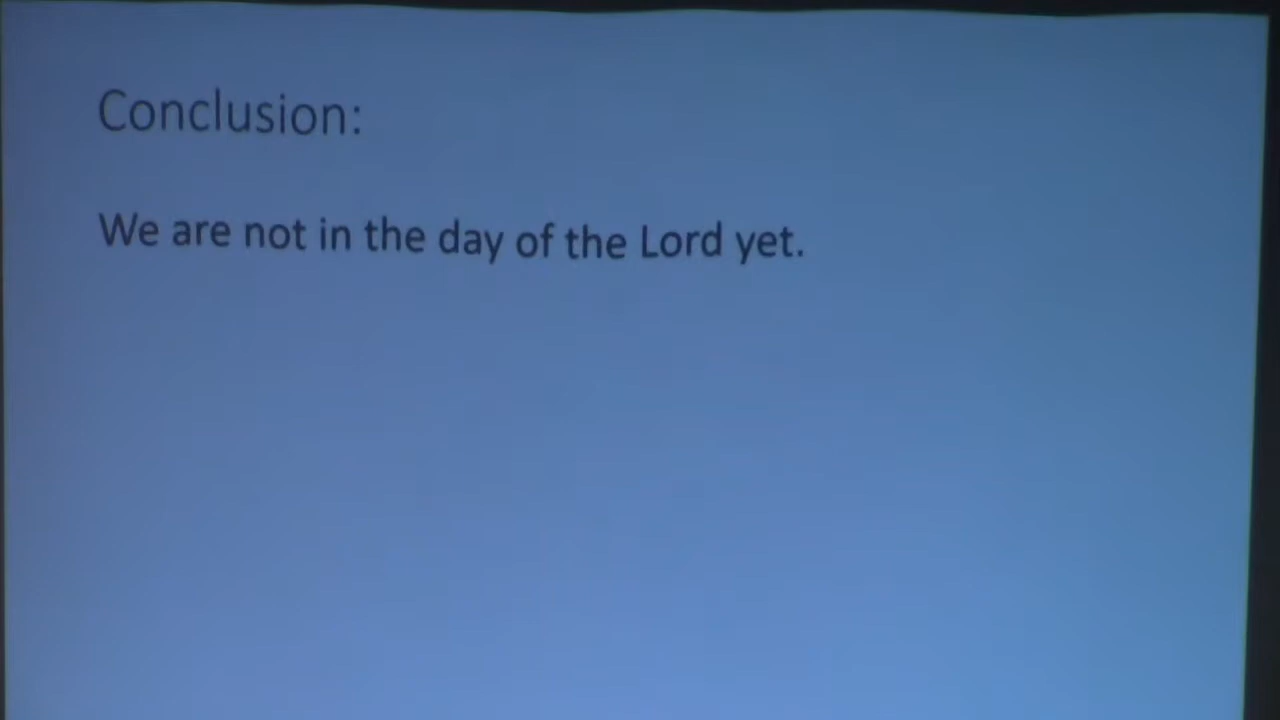 Conclusion:
We are not in the day of the Lord yet.